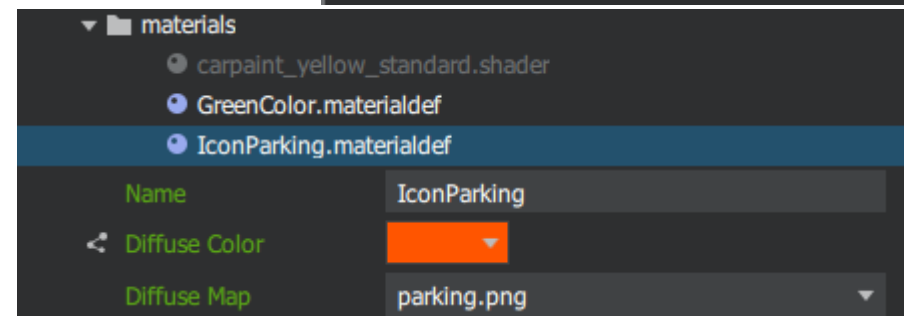 materials
carpaint_yellow_standard.shader
GreenColor.materialdef
IconParking.materialdef
Name IconParking
Diffuse Color
Diffuse Map parking.png